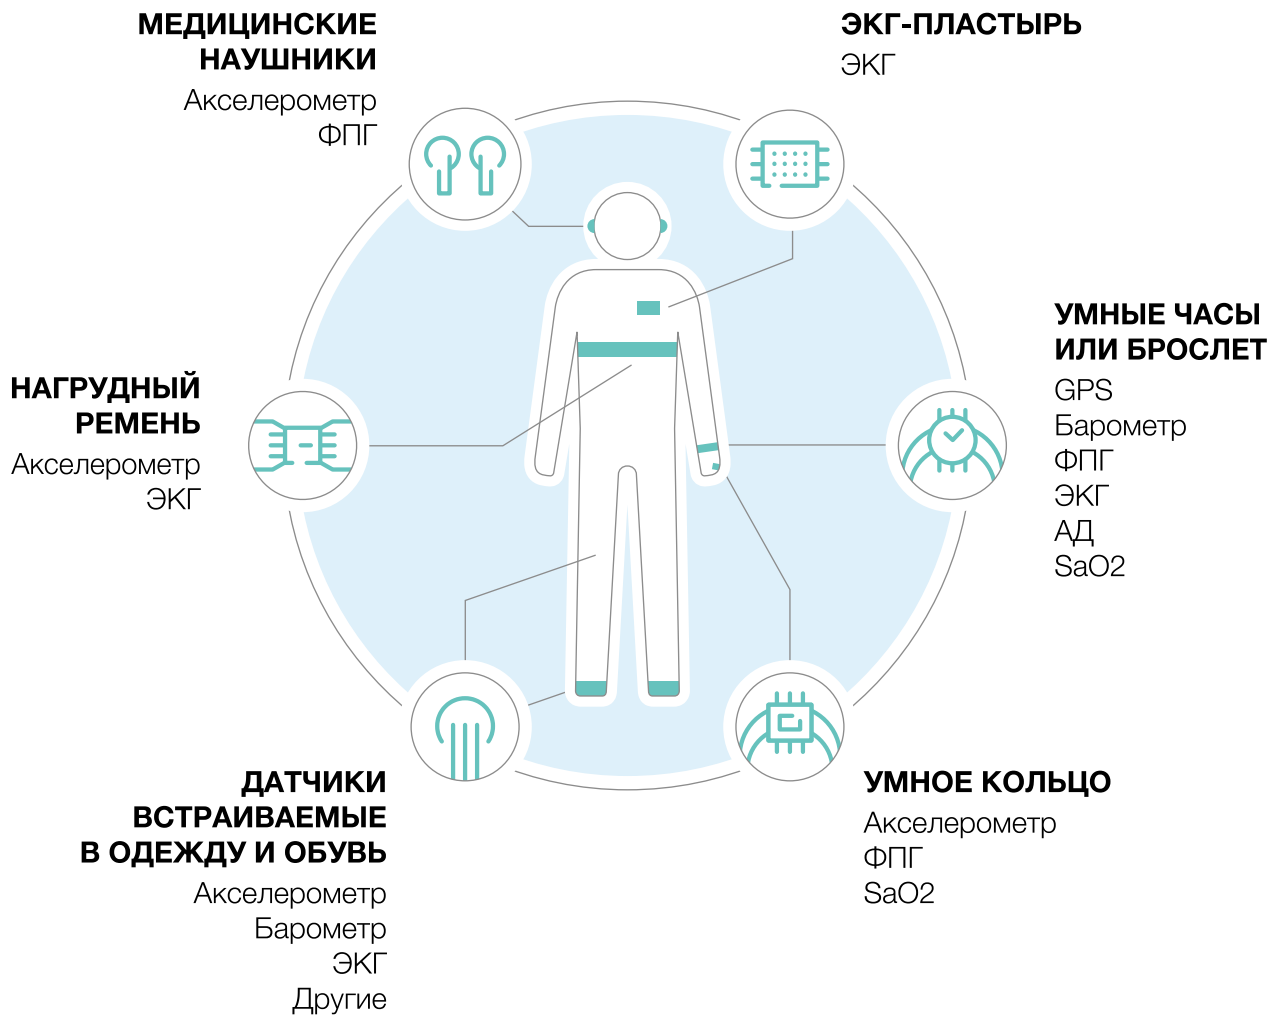 МЕДИЦИНСКИЕ
НАУШНИКИ
Акселерометр
ФПГ
ЭКГ-ПЛАСТЫРЬ
ЭКГ
НАГРУДНЫЙ
РЕМЕНЬ
Акселерометр
ЭКГ
УМНЫЕ ЧАСЫ
ИЛИ БРОСЛЕТ
GPS
Барометр
ФПГ
ЭКГ
АД
SaO2
ДАТЧИКИ
ВСТРАИВАЕМЫЕ
В ОДЕЖДУ И ОБУВЬ
Акселерометр
Барометр
ЭКГ
Другие
УМНОЕ КОЛЬЦО
Акселерометр
ФПГ
SaO2